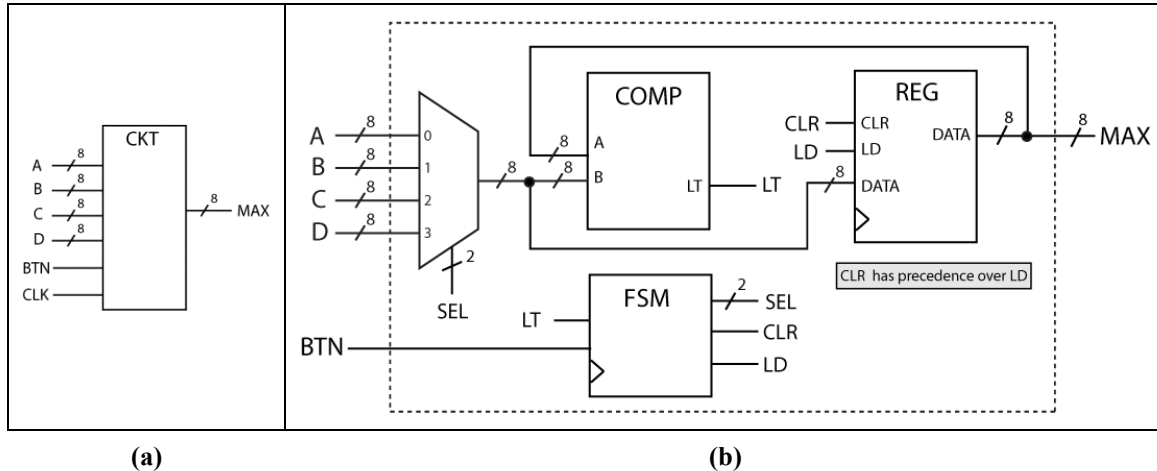 CKT
A 8
B 8
C 8
D 8
BTN
CLK
8 MAX
A 8 0
B 8 1
C 8 2
D 8 3
2
SEL
8
8
COMP
8 A
B
LT LT
REG
CLR CLR
LD LD
DATA 8
8 DATA
8 MAX
CLR has precedence over LD
FSM
LT
BTN
2 SEL
CLR
LD
(a)
(b)